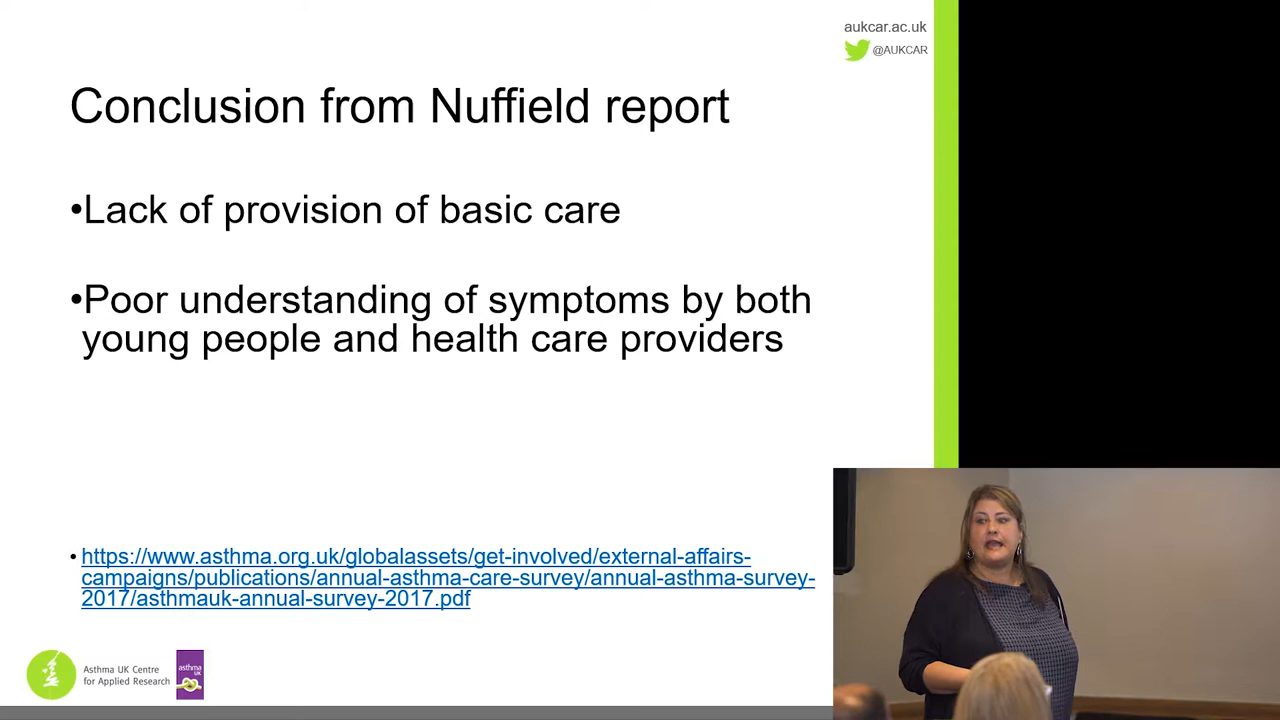 aukcar.ac.uk
@AUKCAR
Conclusion from Nuffield report
•Lack of provision of basic care
•Poor understanding of symptoms by both
young people and health care providers
• https://www.asthma.org.uk/globalassets/get-involved/external-affairs-
campaigns/publications/annual-asthma-care-survey/annual-asthma-survey-
2017/asthmauk-annual-survey-2017.pdf
Asthma UK Centre
for Applied Research
asthma
UK